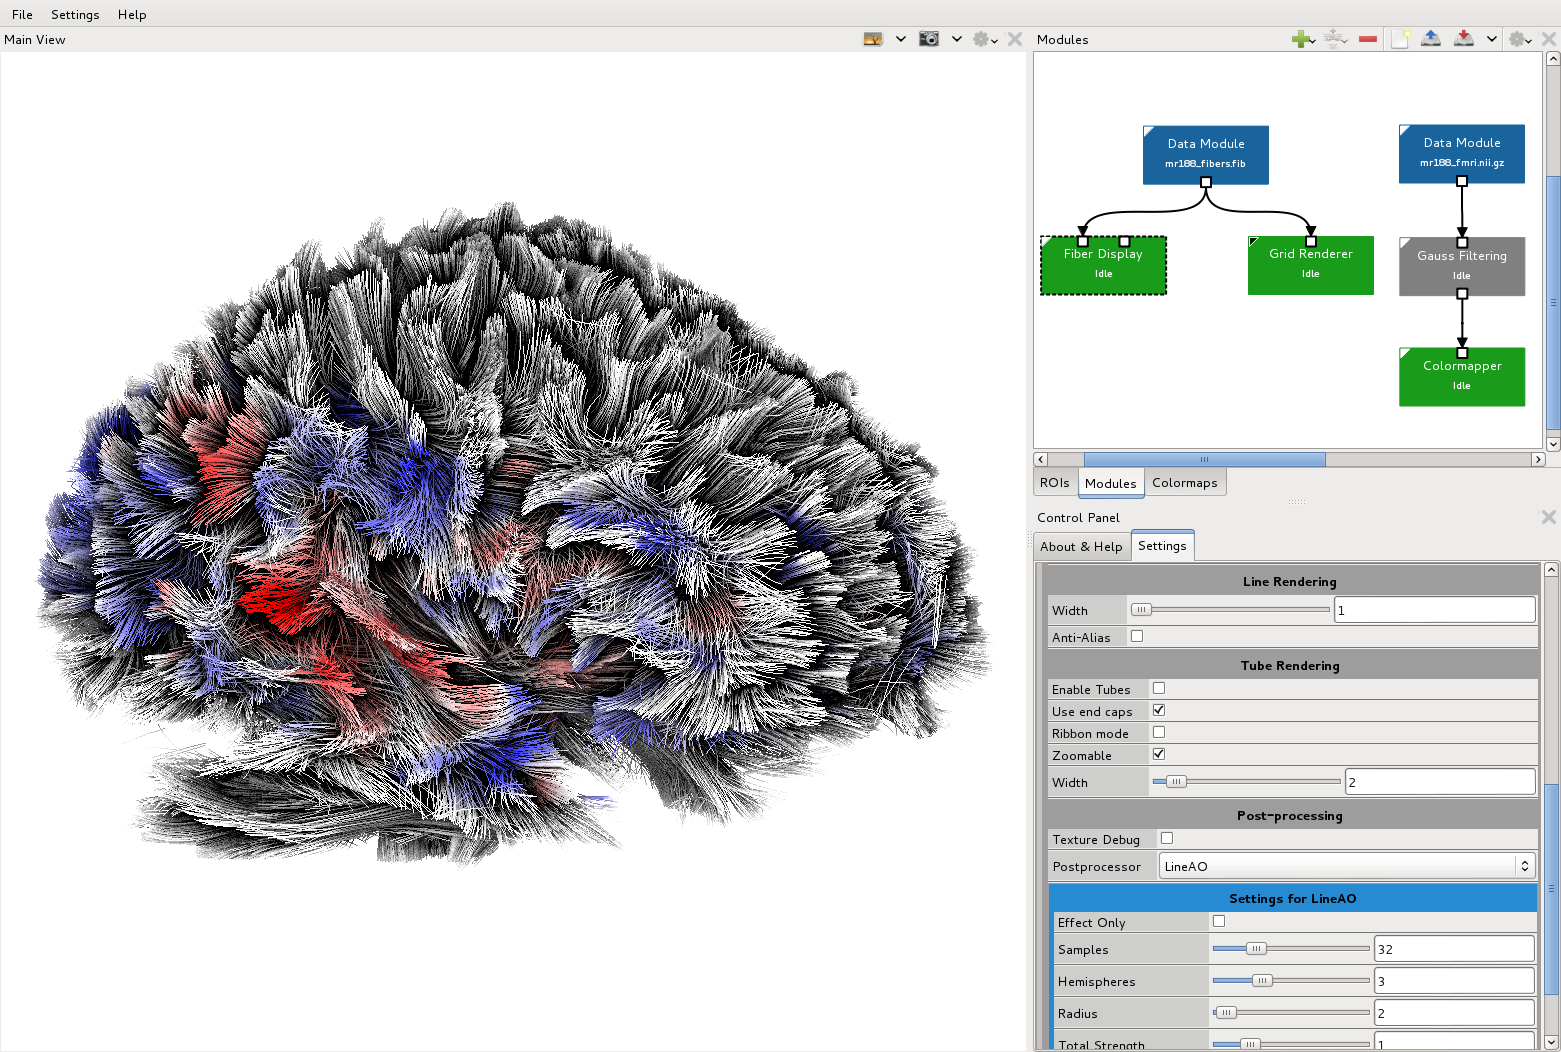 File Settings Help
Main View
Modules
Data Module
mr188_fibers.fib
Data Module
mr188_fmri.nii.gz
Fiber Display
Idle
Grid Renderer
Idle
Gauss Filtering
Idle
Colormapper
Idle
ROIs Modules Colormaps
Control Panel
About & Help Settings
Line Rendering
Width 1
Anti-Alias
Tube Rendering
Enable Tubes
Use end caps
Ribbon mode
Zoomable
Width 2
Post-processing
Texture Debug
Postprocessor LineAO
Settings for LineAO
Effect Only
Samples 32
Hemispheres 3
Radius 2
Total Strength 1